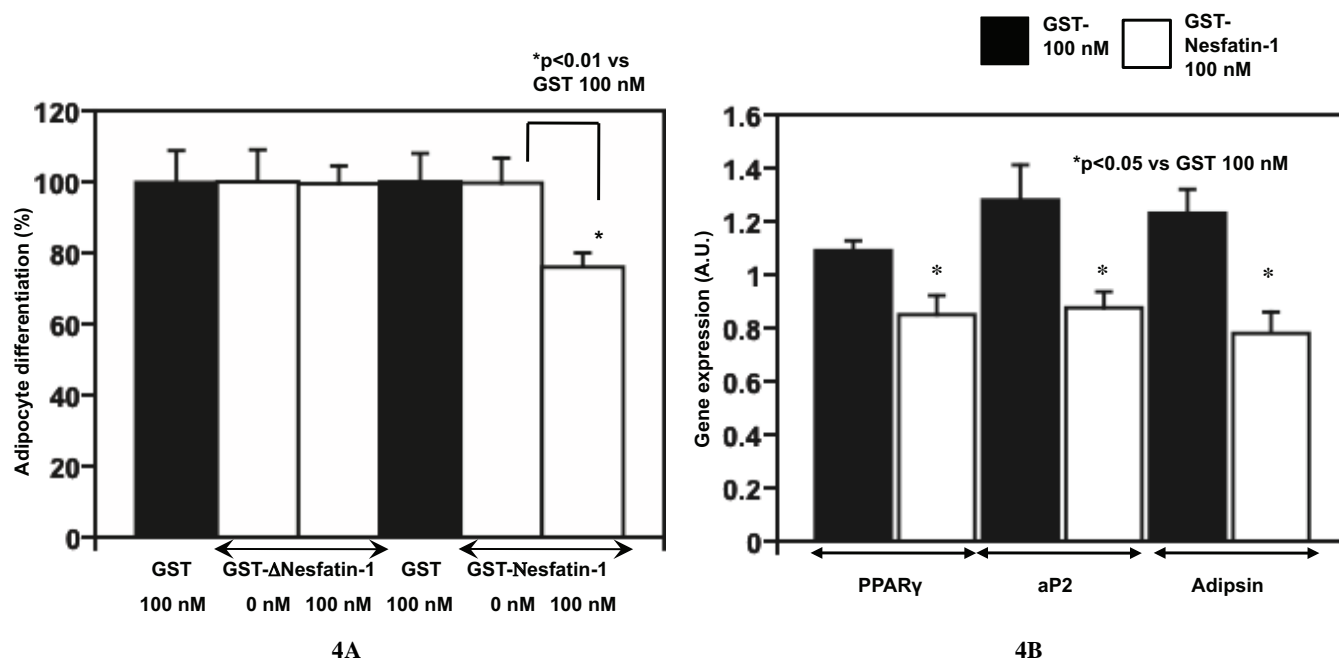 *p<0.01 vs
GST 100 nM
120
100
80
60
40
20
0
Adipocyte differentiation (%)
*
GST GST-ΔNesfatin-1 GST GST-Nesfatin-1
100 nM 0 nM 100 nM 100 nM 0 nM 100 nM
4A
GST-
100 nM
GST-
Nesfatin-1
100 nM
1.6
1.4
1.2
1
0.8
0.6
0.4
0.2
0
Gene expression (A.U.)
*p<0.05 vs GST 100 nM
* * *
PPARγ aP2 Adipsin
4B